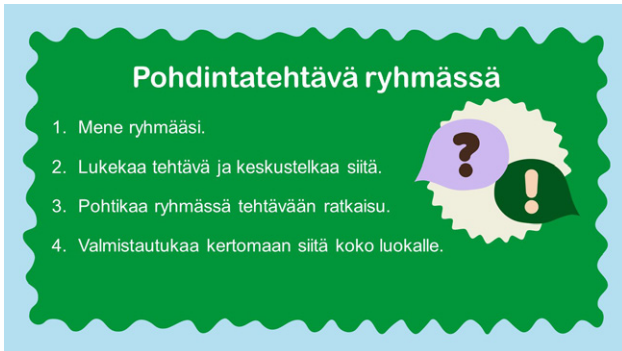 Pohdintatehtävä ryhmässä
1. Mene ryhmääsi.
2. Lukekaa tehtävä ja keskustelkaa siitä.
3. Pohtikaa ryhmässä tehtävään ratkaisu.
4. Valmistautukaa kertomaan siitä koko luokalle.
?
!